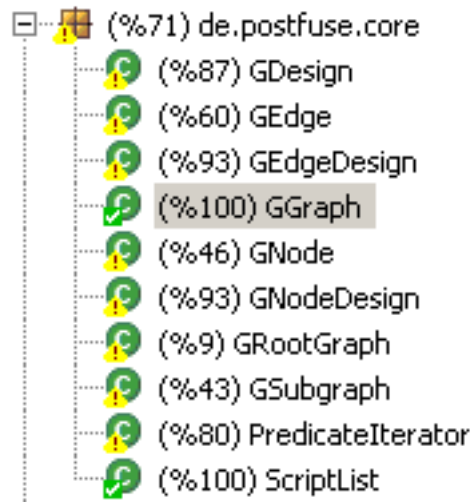 (%71) de.postfuse.core
(%87) GDesign
(%60) GEdge
(%93) GEdgeDesign
(%100) GGraph
(%46) GNode
(%93) GNodeDesign
(%9) GRootGraph
(%43) GSubgraph
(%80) PredicateIterator
(%100) ScriptList